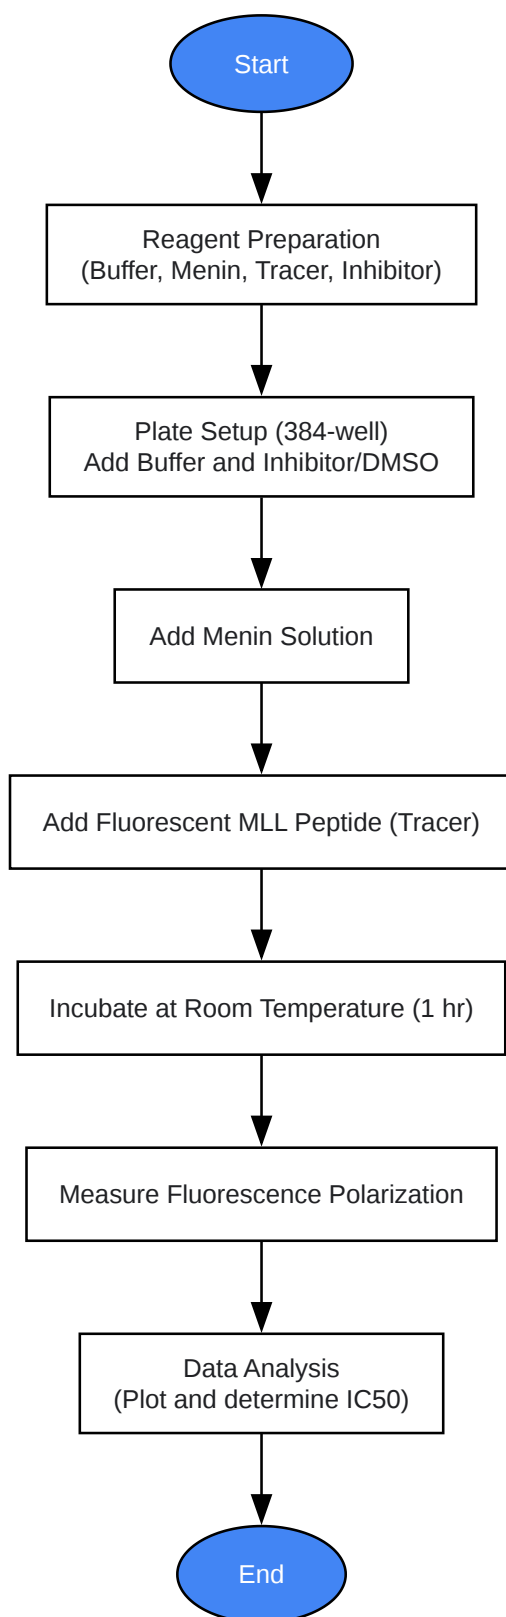 Start
Reagent Preparation
(Buffer, Menin, Tracer, Inhibitor)
Plate Setup (384-well)
Add Buffer and Inhibitor/DMSO
Add Menin Solution
Add Fluorescent MLL Peptide (Tracer)
Incubate at Room Temperature (1 hr)
Measure Fluorescence Polarization
Data Analysis
(Plot and determine IC50)
End